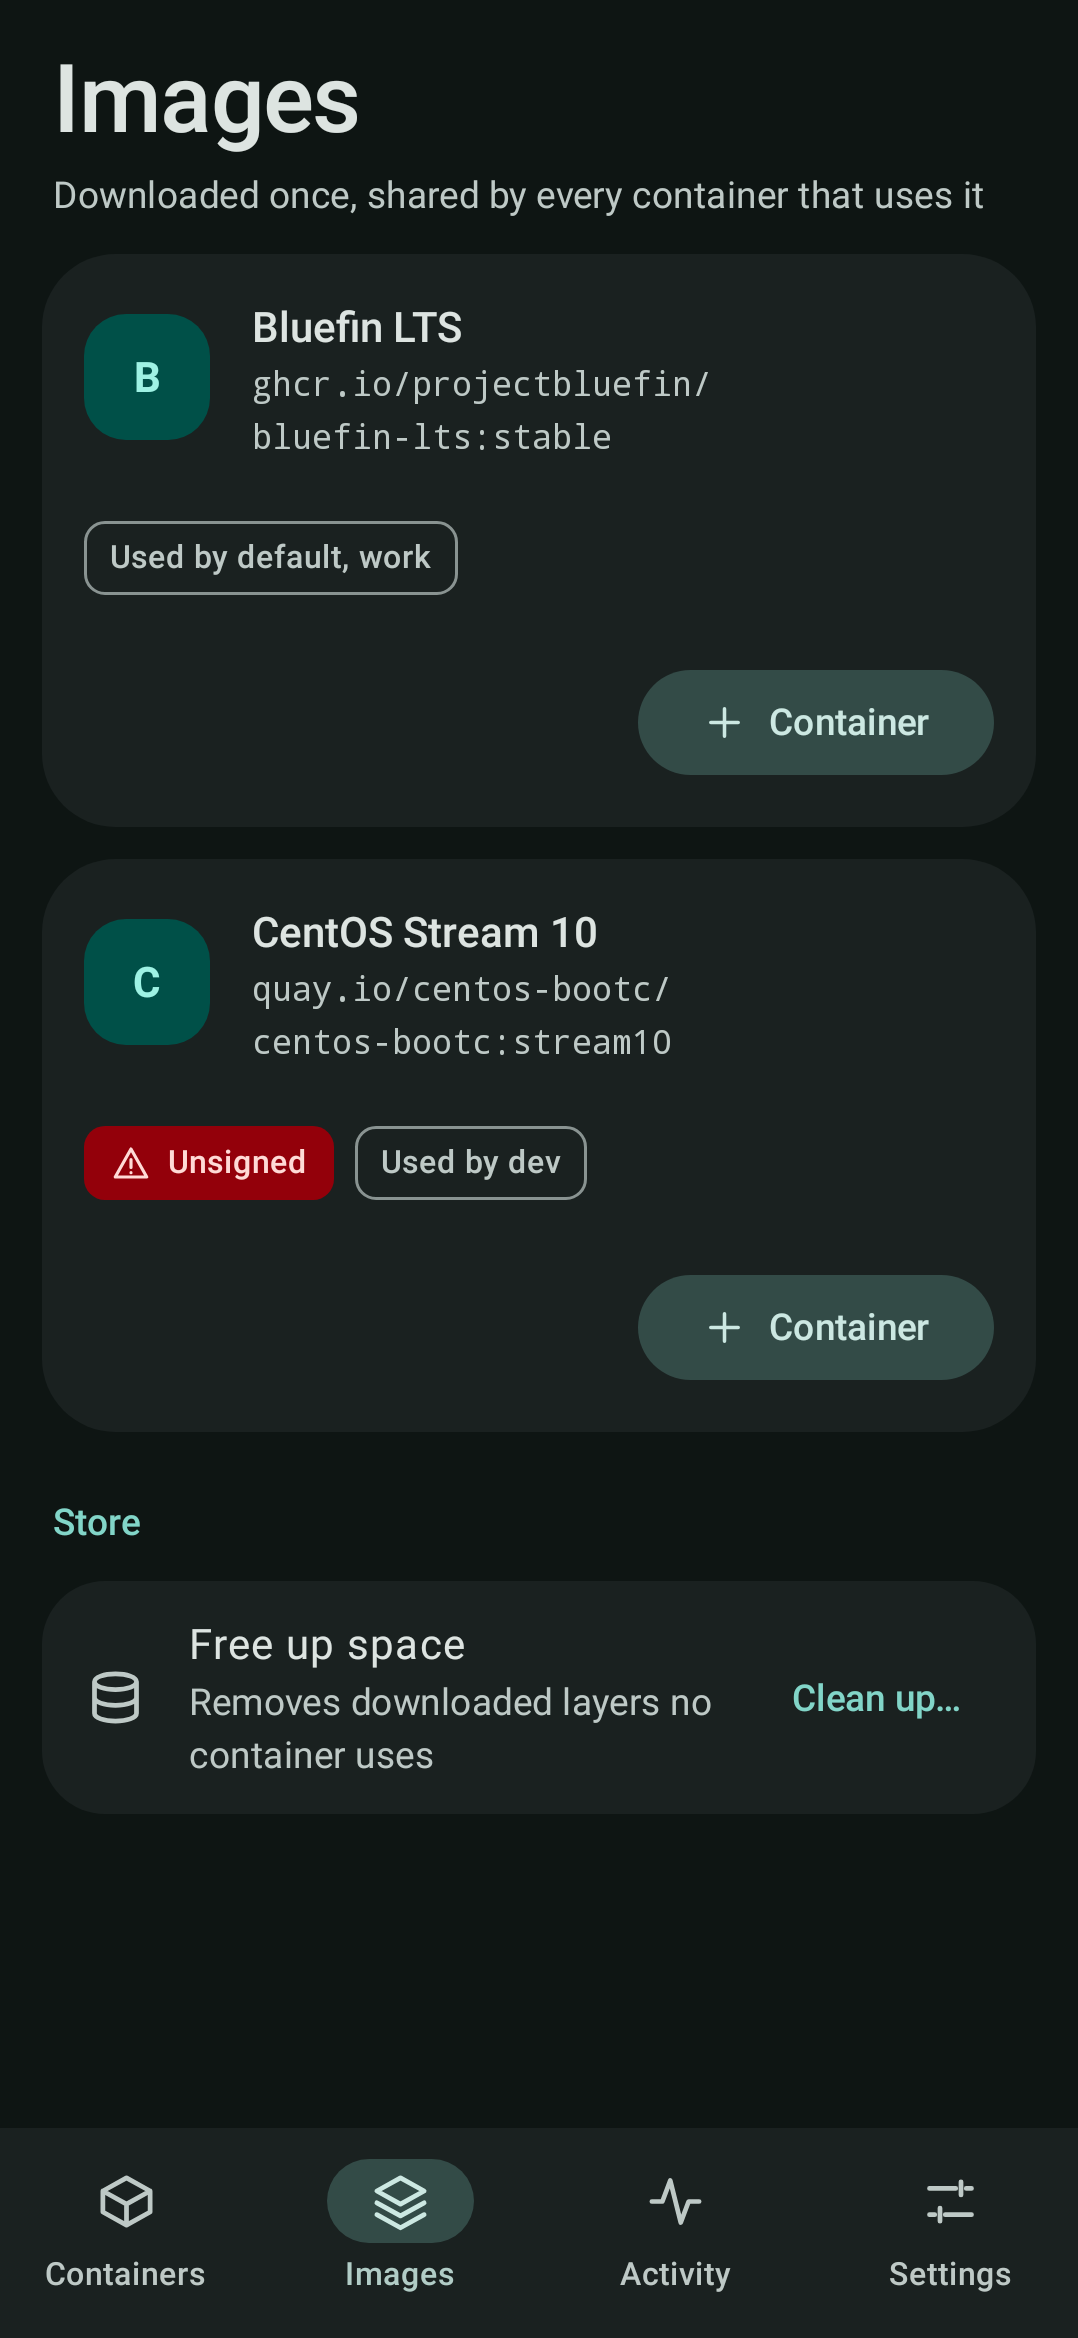 Images
Downloaded once, shared by every container that uses it
B
Bluefin LTS
ghcr.io/projectbluefin/
bluefin-lts:stable
Used by default, work
Container
C
CentOS Stream 10
quay.io/centos-bootc/
centos-bootc:stream10
Unsigned
Used by dev
Container
Store
Free up space
Removes downloaded layers no
container uses
Clean up…
Containers
Images
Activity
Settings